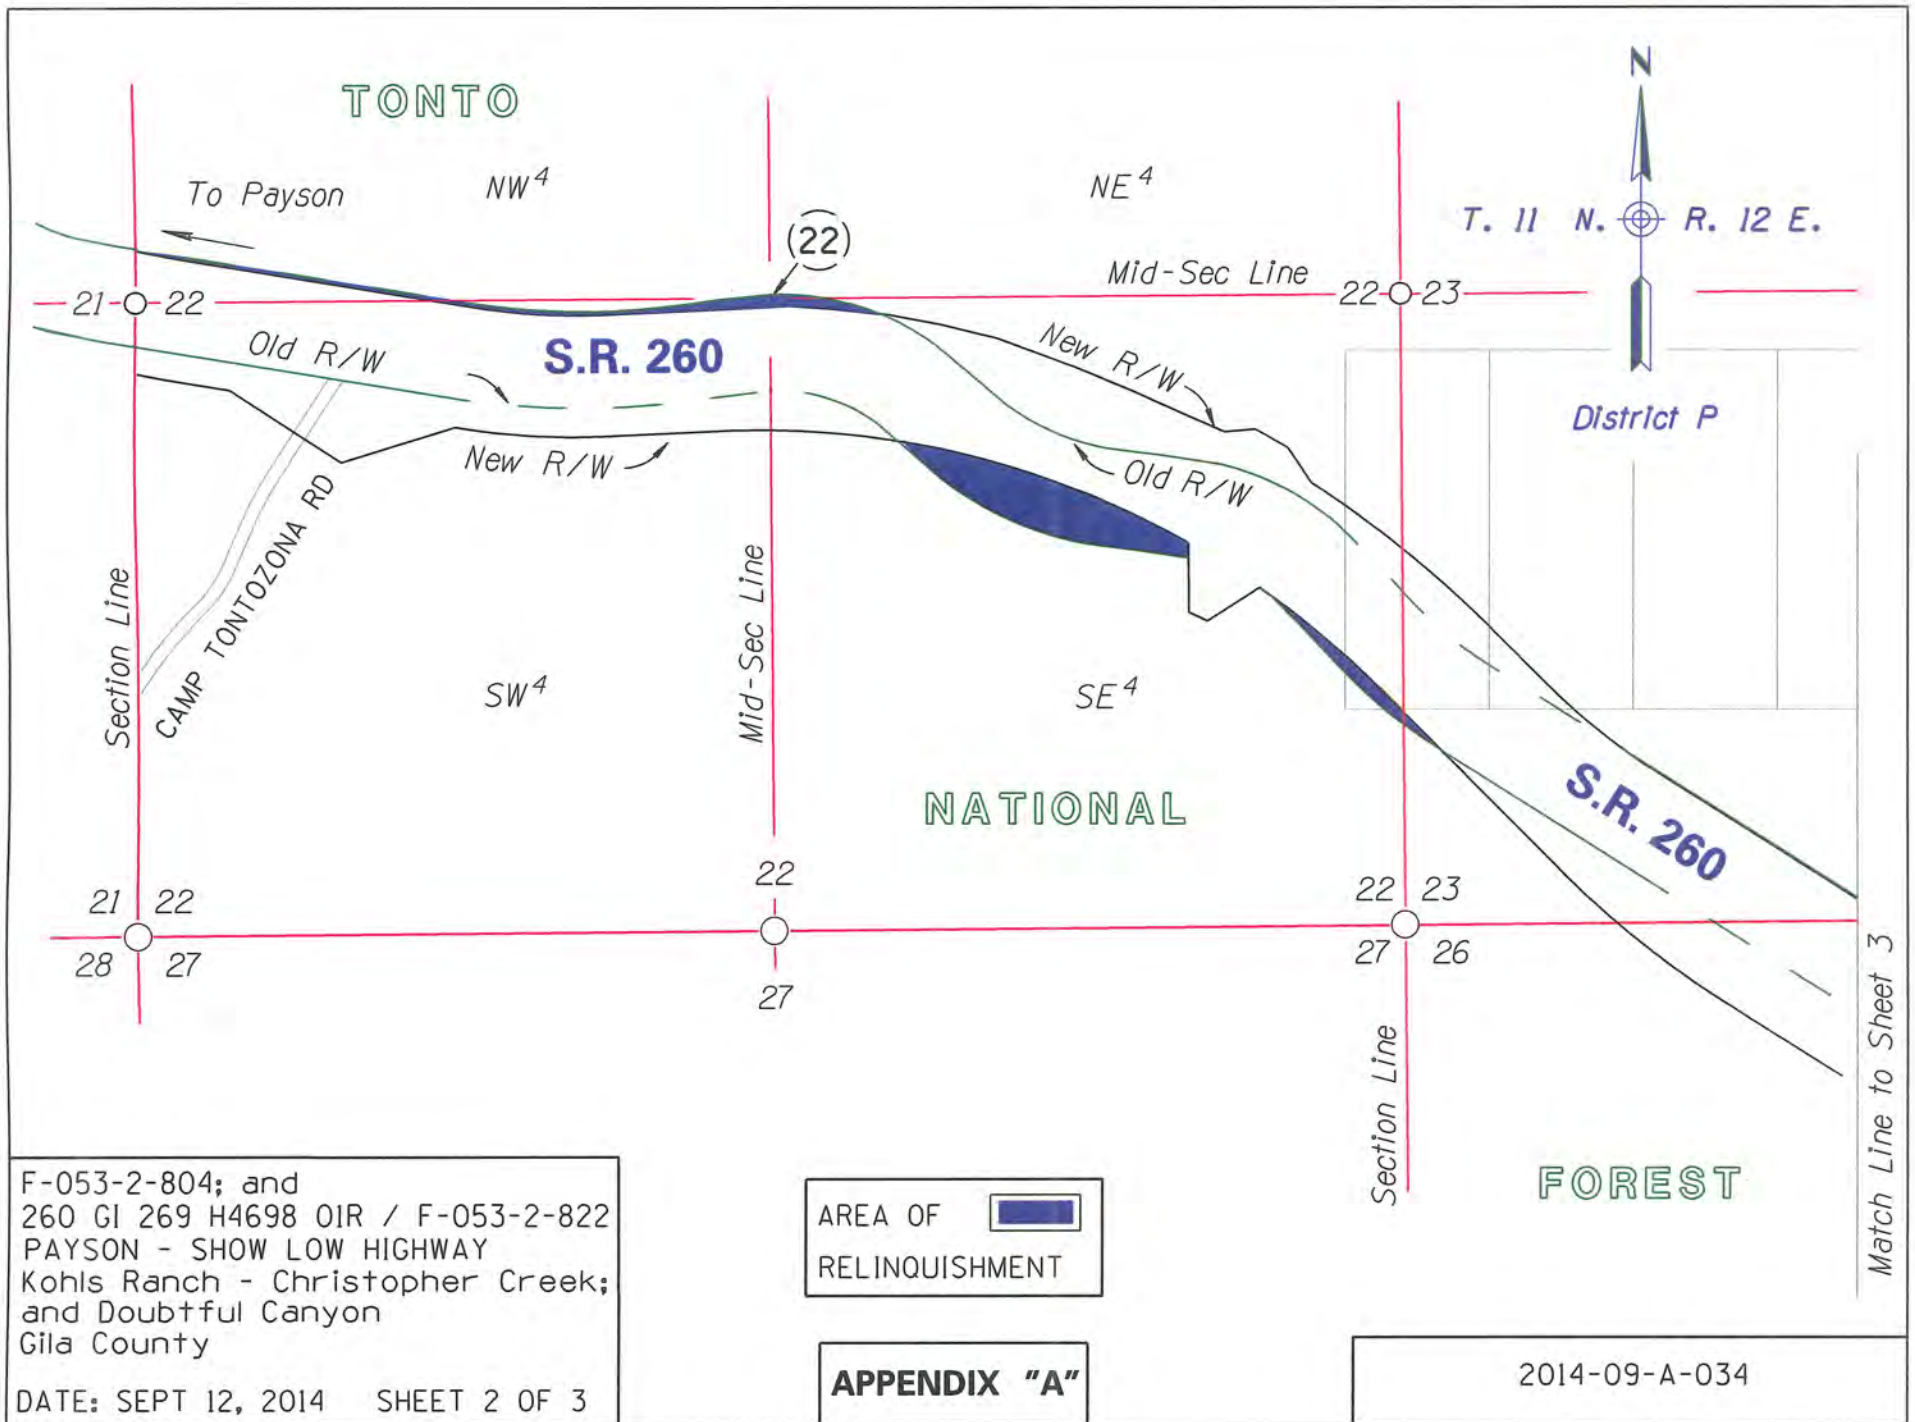 TONTO
N
To Payson
NW⁴
NE⁴
T. 11 N. R. 12 E.
(22)
Mid-Sec Line
21 22
22 23
Old R/W
S.R. 260
New R/W
District P
New R/W
Old R/W
CAMP TONTOZONA RD
Section Line
Mid-Sec Line
SW⁴
SE⁴
NATIONAL
S.R. 260
21 22
22
22 23
28 27
27
27 26
Section Line
Match Line to Sheet 3
FOREST
F-053-2-804; and
260 GI 269 H4698 01R / F-053-2-822
PAYSON - SHOW LOW HIGHWAY
Kohls Ranch - Christopher Creek;
and Doubtful Canyon
Gila County
DATE: SEPT 12, 2014 SHEET 2 OF 3
AREA OF
RELINQUISHMENT
APPENDIX "A"
2014-09-A-034